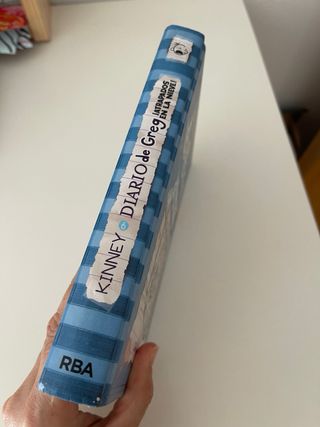 KINNEY 6 DIARIO de Greg
¡ATRAPADOS
EN LA NIEVE!
RBA